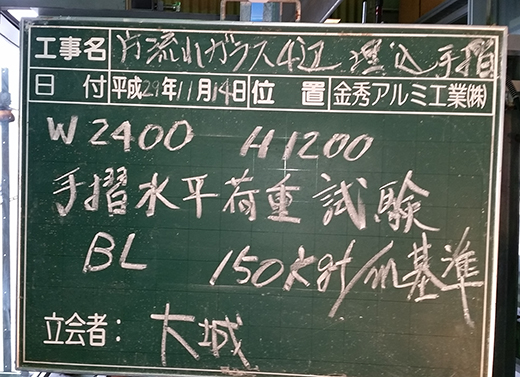 工事名 片流れガラス4辺 埋込手摺
日 付 平成29年11月14日 位 置 金秀アルミ工業㈱
W2400 H1200
手摺水平荷重試験
BL 150kgf/m基準
立会者： 大城